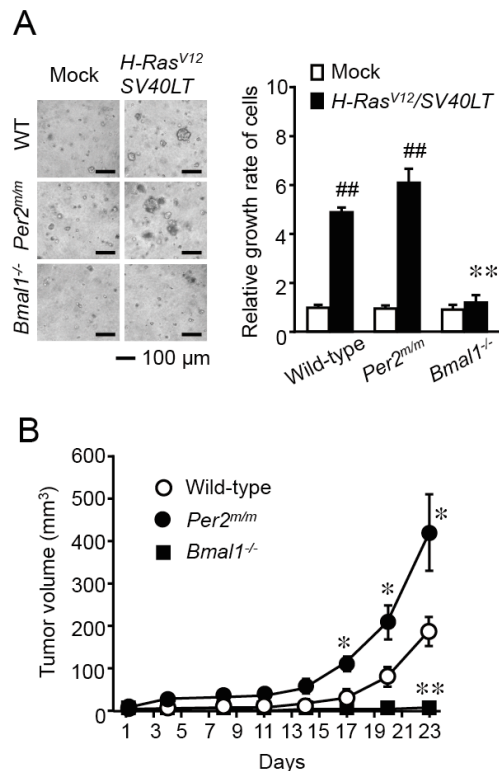 A
Mock
H-RasV12
SV40LT
WT
Per2m/m
Bmal1-/-
100 μm
Relative growth rate of cells
10
8
6
4
2
0
Mock
H-RasV12/SV40LT
##
##
**
Wild-type
Per2m/m
Bmal1-/-
B
Tumor volume (mm3)
600
500
400
300
200
100
0
Wild-type
Per2m/m
Bmal1-/-
*
*
*
**
1 3 5 7 9 11 13 15 17 19 21 23
Days